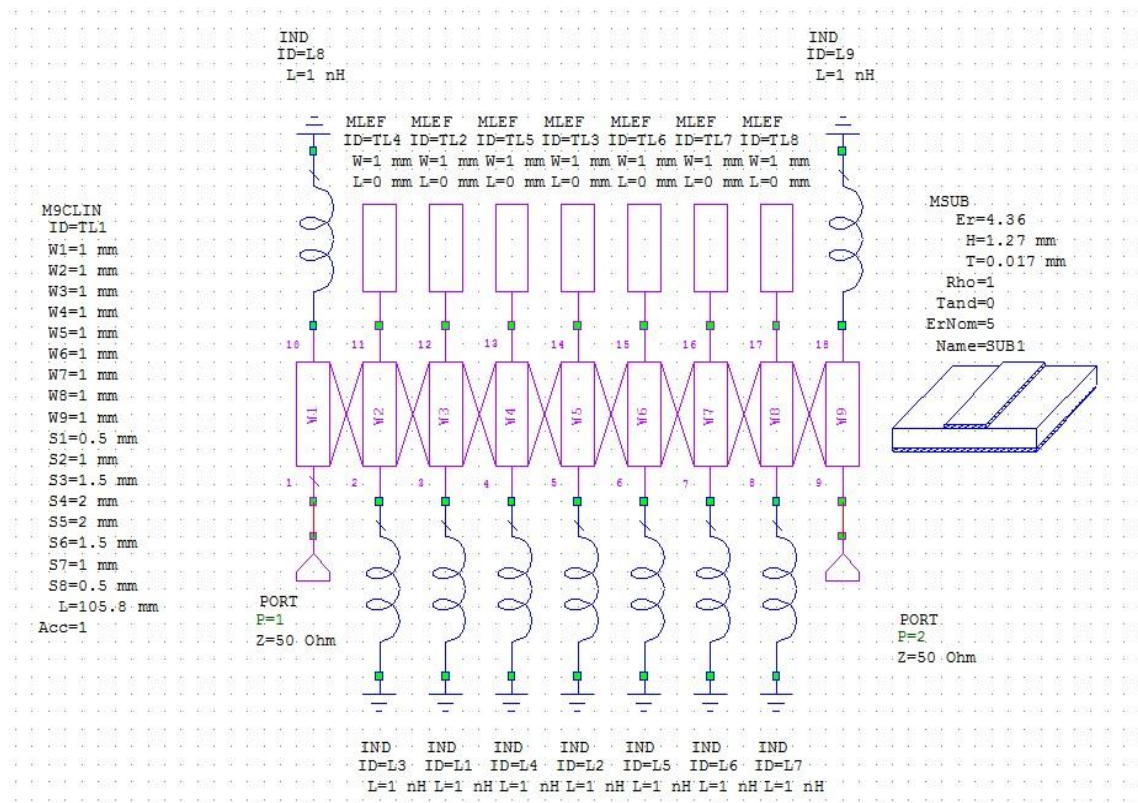 IND
ID=L8
L=1 nH
IND
ID=L9
L=1 nH
MLEF MLEF MLEF MLEF MLEF MLEF MLEF
ID=TL4 ID=TL2 ID=TL5 ID=TL3 ID=TL6 ID=TL7 ID=TL8
W=1 mm W=1 mm W=1 mm W=1 mm W=1 mm W=1 mm W=1 mm
L=0 mm L=0 mm L=0 mm L=0 mm L=0 mm L=0 mm L=0 mm
M9CLIN
ID=TL1
W1=1 mm
W2=1 mm
W3=1 mm
W4=1 mm
W5=1 mm
W6=1 mm
W7=1 mm
W8=1 mm
W9=1 mm
S1=0.5 mm
S2=1 mm
S3=1.5 mm
S4=2 mm
S5=2 mm
S6=1.5 mm
S7=1 mm
S8=0.5 mm
L=105.8 mm
Acc=1
MSUB
Er=4.36
H=1.27 mm
T=0.017 mm
Rho=1
Tand=0
ErNom=5
Name=SUB1
10 11 12 13 14 15 16 17 18
W1 W2 W3 W4 W5 W6 W7 W8 W9
1 2 3 4 5 6 7 8 9
PORT
P=1
Z=50 Ohm
PORT
P=2
Z=50 Ohm
IND IND IND IND IND IND IND
ID=L3 ID=L1 ID=L4 ID=L2 ID=L5 ID=L6 ID=L7
L=1 nH L=1 nH L=1 nH L=1 nH L=1 nH L=1 nH L=1 nH